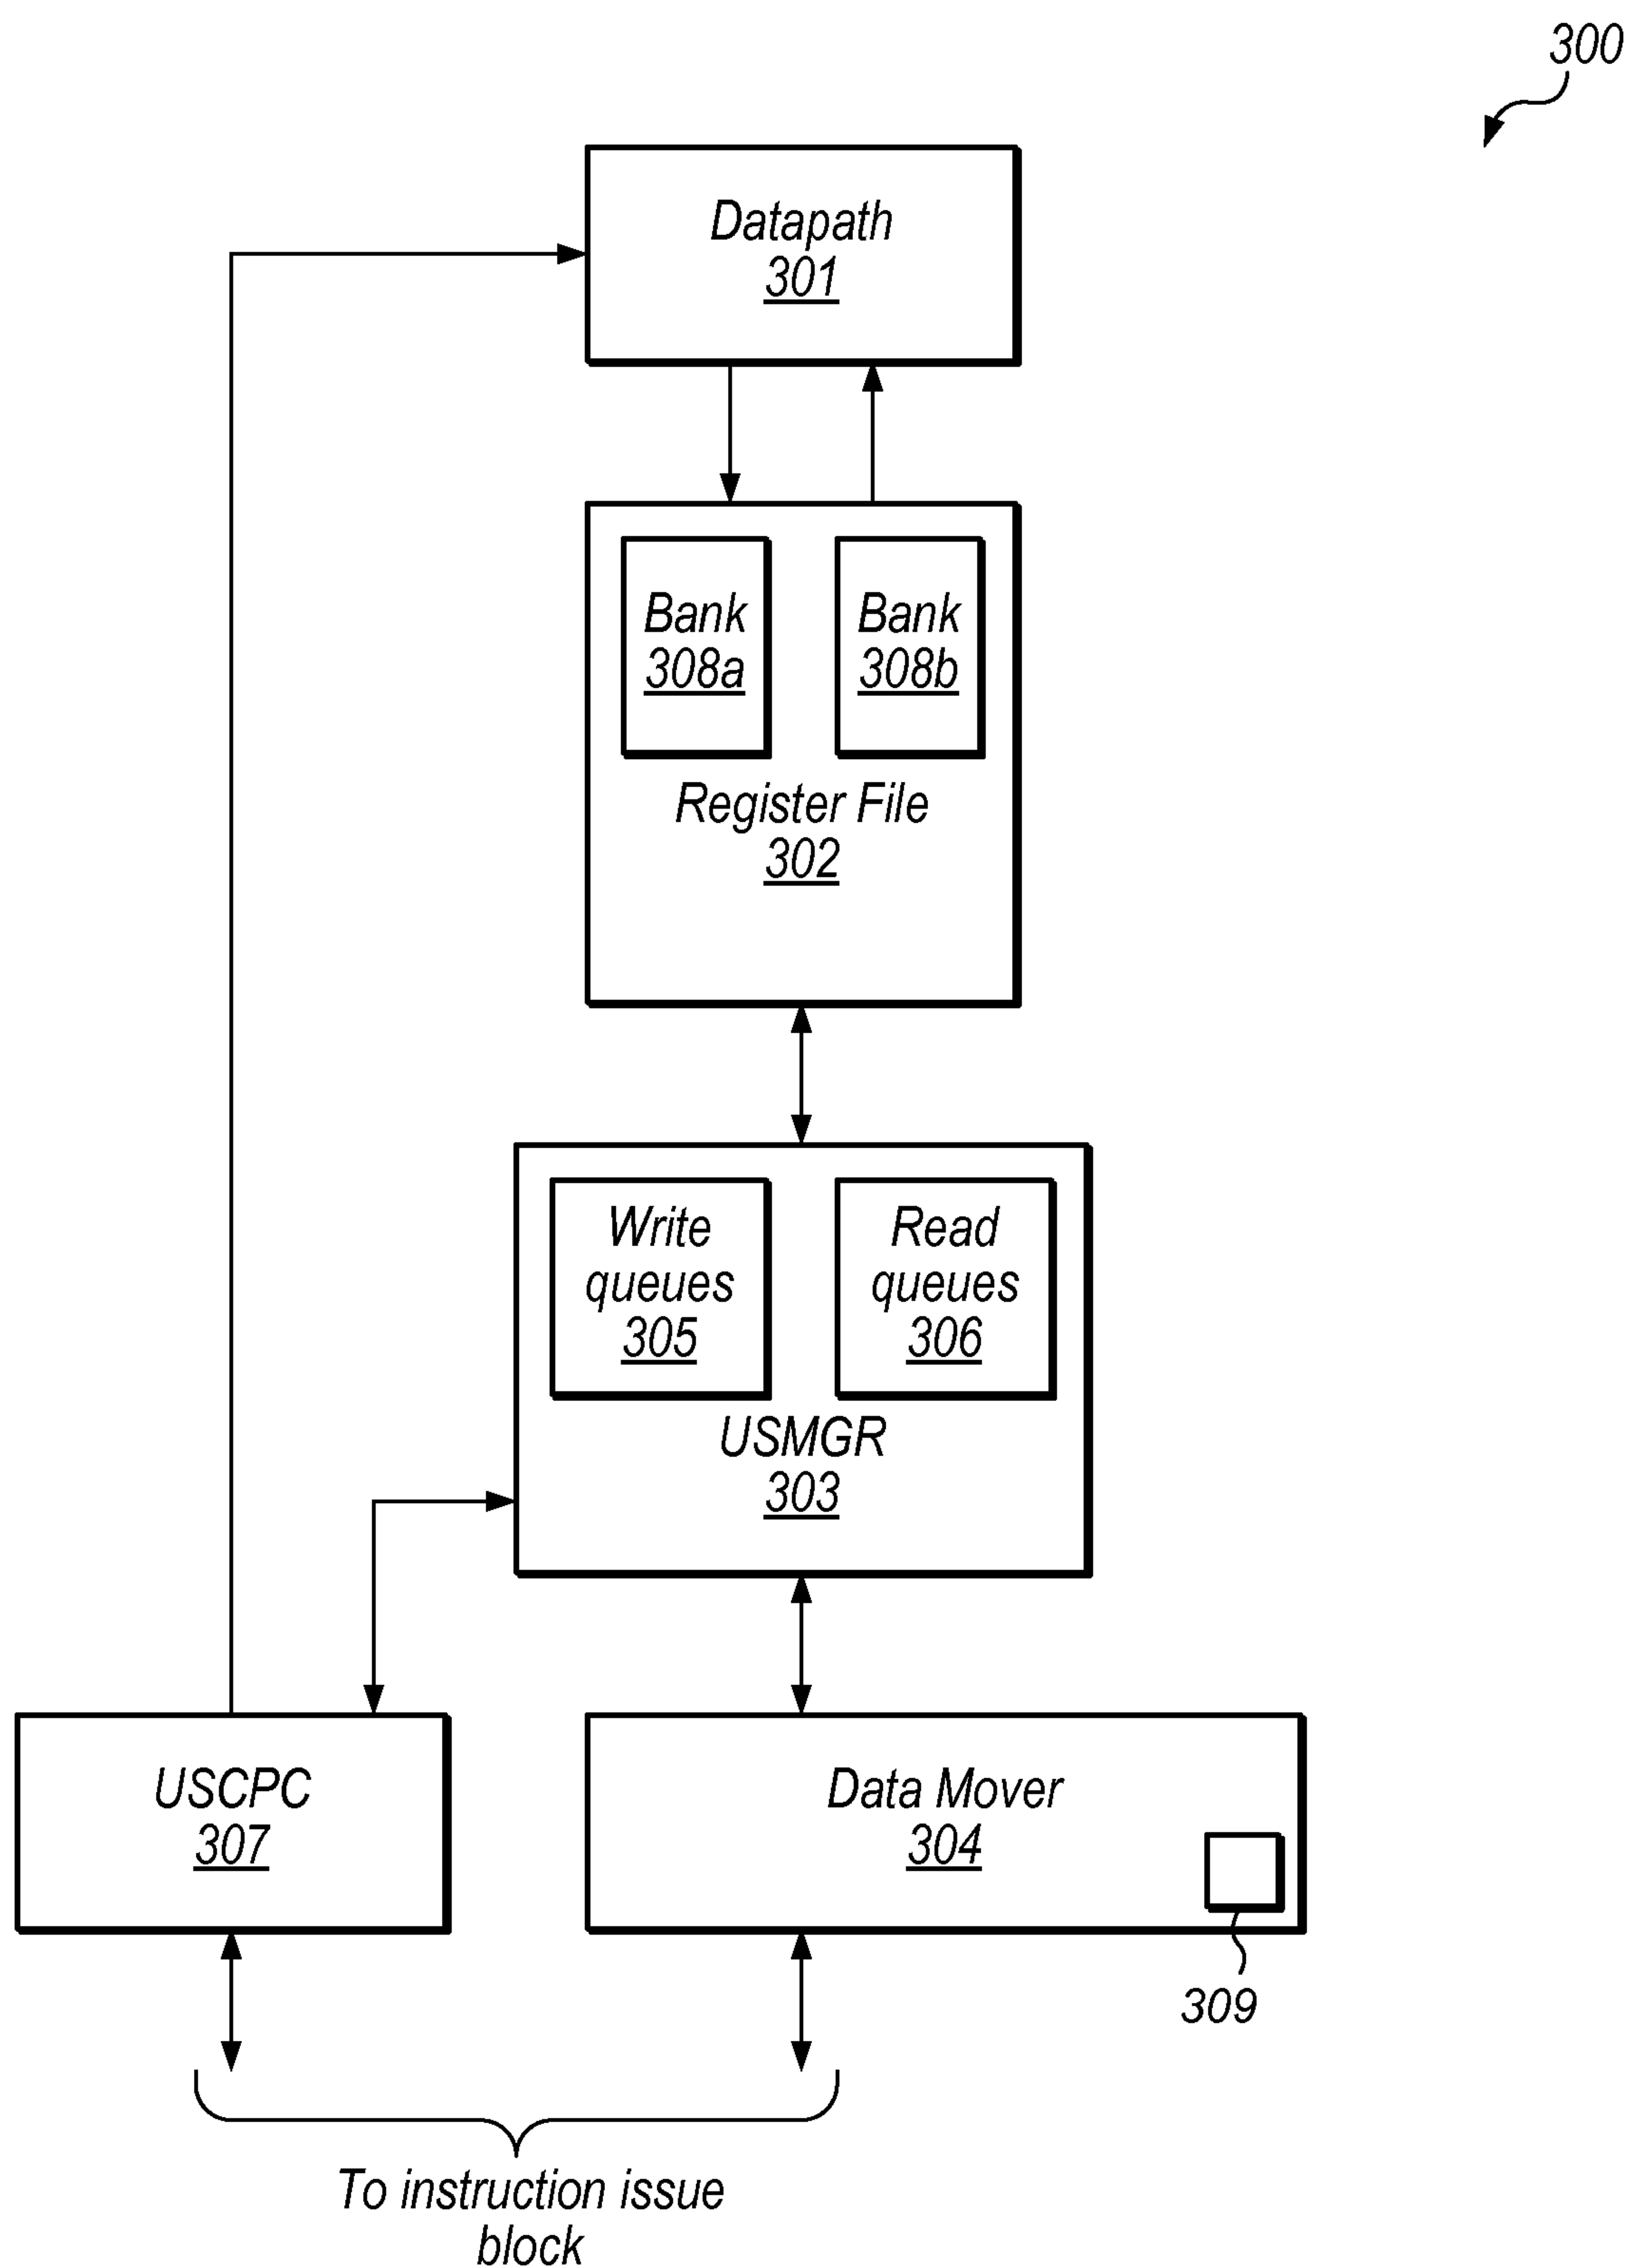 300
Datapath
301
Bank
308a
Bank
308b
Register File
302
Write
queues
305
Read
queues
306
USMGR
303
USCPC
307
Data Mover
304
309
To instruction issue
block